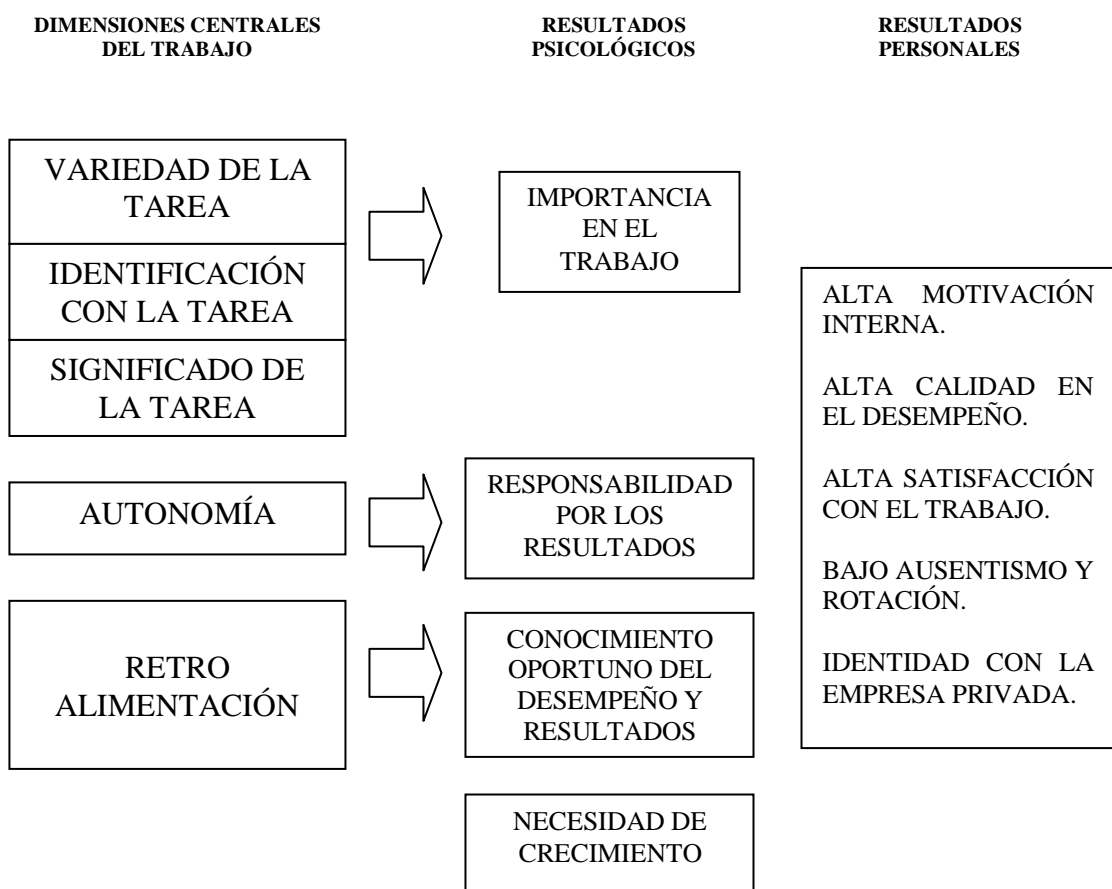 DIMENSIONES CENTRALES
DEL TRABAJO
RESULTADOS
PSICOLÓGICOS
RESULTADOS
PERSONALES
VARIEDAD DE LA
TAREA
IDENTIFICACIÓN
CON LA TAREA
SIGNIFICADO DE
LA TAREA
IMPORTANCIA
EN EL
TRABAJO
AUTONOMÍA
RESPONSABILIDAD
POR LOS
RESULTADOS
RETRO
ALIMENTACIÓN
CONOCIMIENTO
OPORTUNO DEL
DESEMPEÑO Y
RESULTADOS
NECESIDAD DE
CRECIMIENTO
ALTA MOTIVACIÓN
INTERNA.
ALTA CALIDAD EN
EL DESEMPEÑO.
ALTA SATISFACCIÓN
CON EL TRABAJO.
BAJO AUSENTISMO Y
ROTACIÓN.
IDENTIDAD CON LA
EMPRESA PRIVADA.